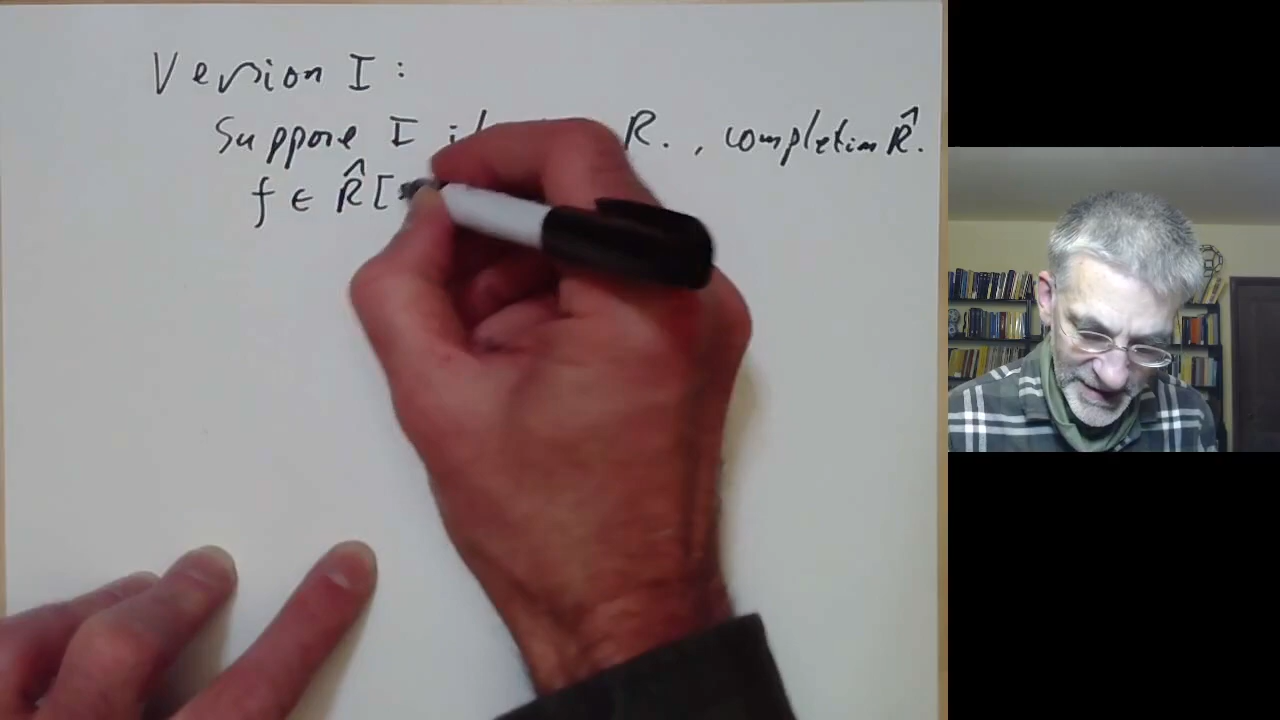 Version I:
Suppose I R. , completion R̂.
f ∈ R̂ [